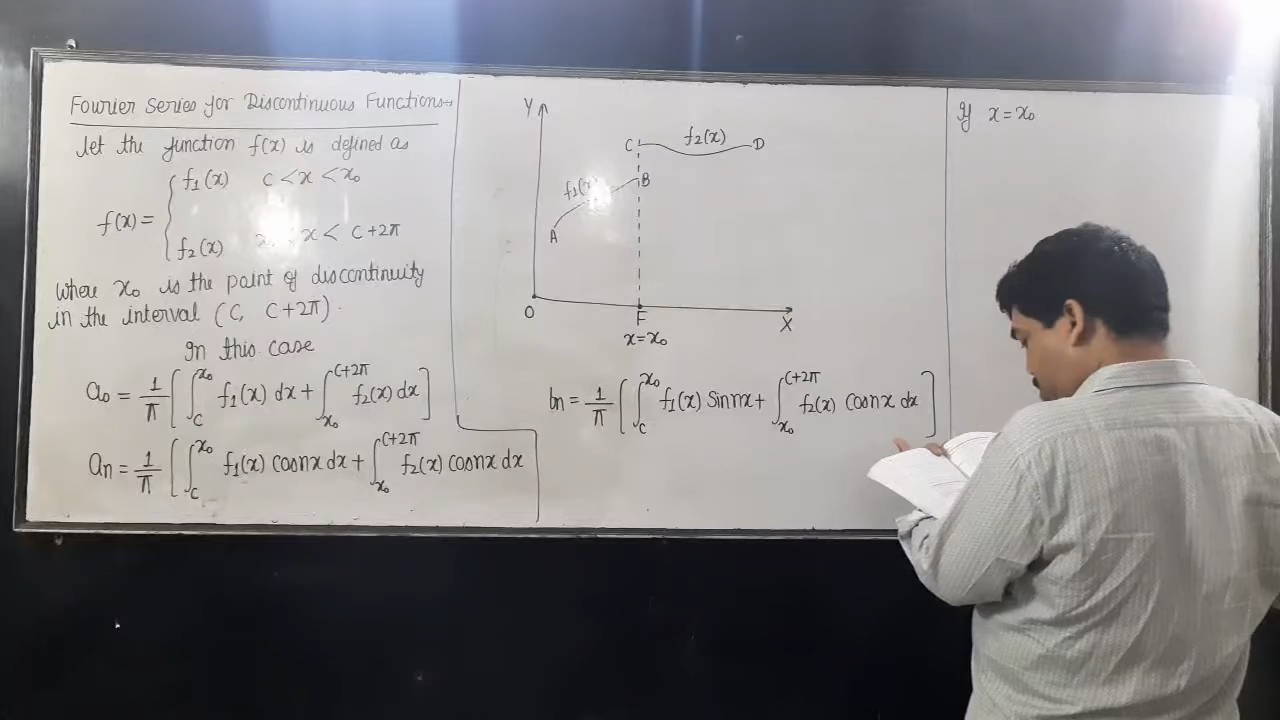 Fourier Series for Discontinuous Functions→
Let the function f(x) is defined as
f(x) = { f₁(x) c < x < x₀
f₂(x) x < c+2π
where x₀ is the point of discontinuity
in the interval (c, c+2π).
In this case
a₀ = 1/π [∫_c^x₀ f₁(x) dx + ∫_x₀^c+2π f₂(x) dx]
aₙ = 1/π [∫_c^x₀ f₁(x) cosnx dx + ∫_x₀^c+2π f₂(x) cosnx dx
Y
C f₂(x) D
f₁(x) B
A
O F X
x=x₀
bₙ = 1/π [∫_c^x₀ f₁(x) Sinnx + ∫_x₀^c+2π f₂(x) cosnx dx]
If x = x₀